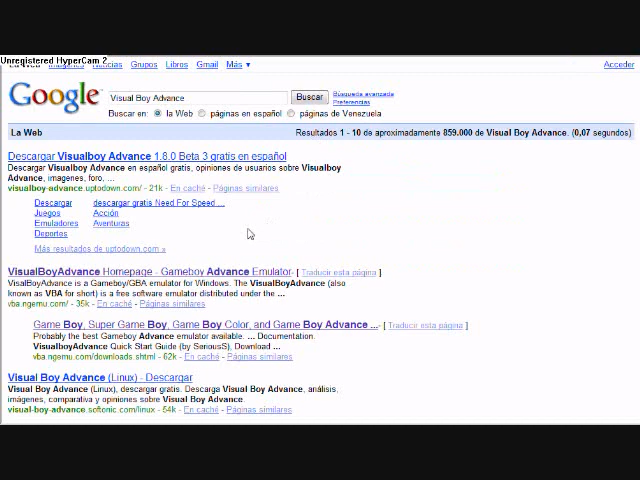 Unregistered HyperCam 2
Grupos Libros Gmail Más ▼ Acceder
Google
Visual Boy Advance Buscar Búsqueda avanzada
Preferencias
Buscar en: la Web páginas en español páginas de Venezuela
La Web Resultados 1 - 10 de aproximadamente 859.000 de Visual Boy Advance. (0,07 segundos)
Descargar Visualboy Advance 1.8.0 Beta 3 gratis en español
Descargar Visualboy Advance en español gratis, opiniones de usuarios sobre Visualboy
Advance, imagenes, foro, ...
visualboy-advance.uptodown.com/ - 21k - En caché - Páginas similares
Descargar descargar gratis Need For Speed ...
Juegos Acción
Emuladores Aventuras
Deportes
Más resultados de uptodown.com »
VisualBoyAdvance Homepage - Gameboy Advance Emulator - [ Traducir esta página ]
VisualBoyAdvance is a Gameboy/GBA emulator for Windows. The VisualBoyAdvance (also
known as VBA for short) is a free software emulator distributed under the ...
vba.ngemu.com/ - 35k - En caché - Páginas similares
Game Boy, Super Game Boy, Game Boy Color, and Game Boy Advance ... - [ Traducir esta página ]
Probably the best Gameboy Advance emulator available. ... Documentation.
VisualboyAdvance Quick Start Guide (by SeriousS), Download ...
vba.ngemu.com/downloads.shtml - 62k - En caché - Páginas similares
Visual Boy Advance (Linux) - Descargar
Visual Boy Advance (Linux), descargar gratis. Descarga Visual Boy Advance, análisis,
imágenes, comparativa y opiniones sobre Visual Boy Advance.
visual-boy-advance.softonic.com/linux - 54k - En caché - Páginas similares